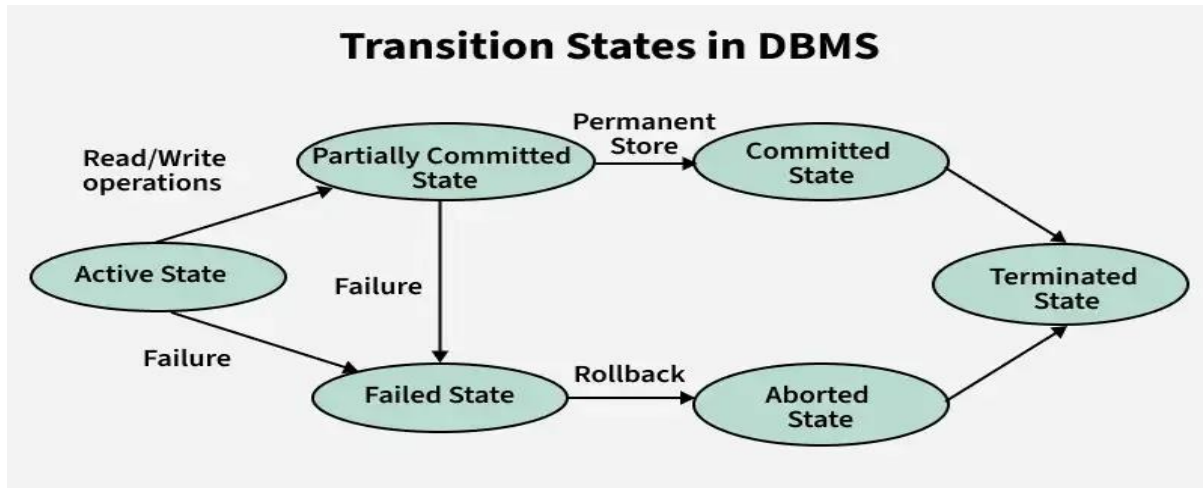 Transition States in DBMS
Permanent
Store
Read/Write
operations
Partially Committed
State
Committed
State
Active State
Failure
Terminated
State
Failure
Failed State
Rollback
Aborted
State